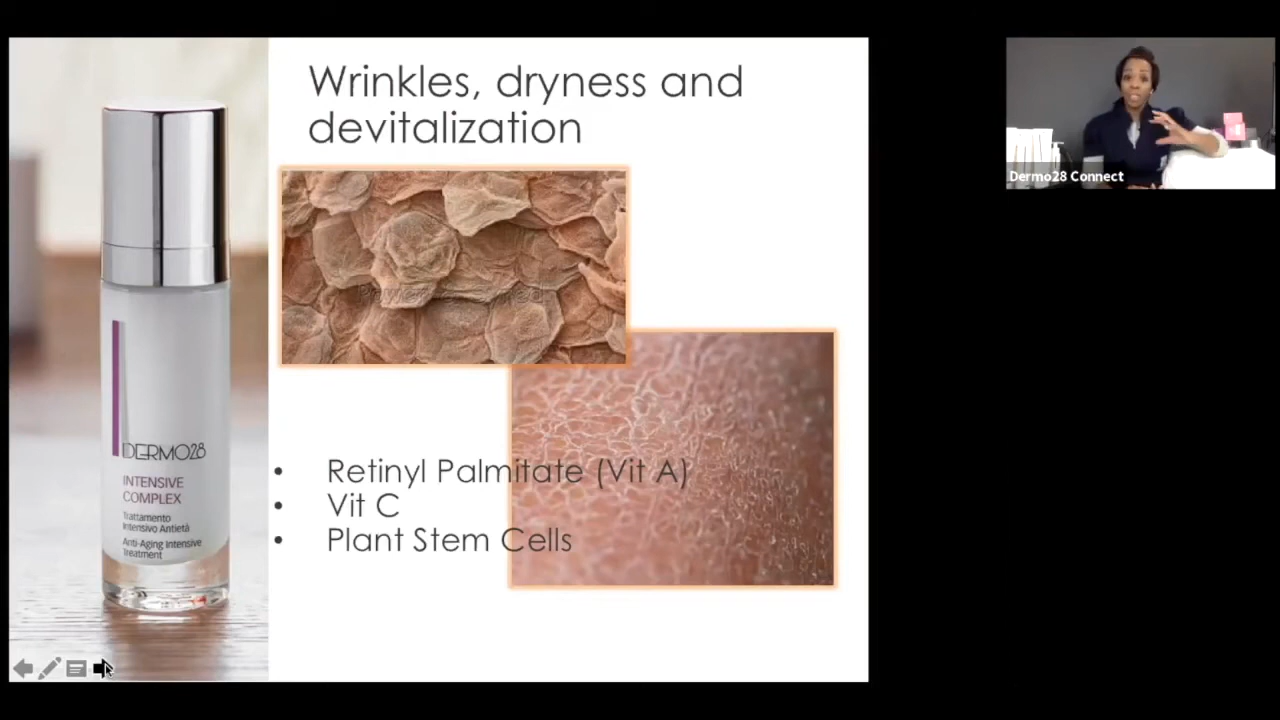 Wrinkles, dryness and
devitalization
DERMO28
INTENSIVE
COMPLEX
Trattamento
Intensivo Antietà
Anti-Aging Intensive
Treatment
• Retinyl Palmitate (Vit A)
• Vit C
• Plant Stem Cells
Dermo28 Connect